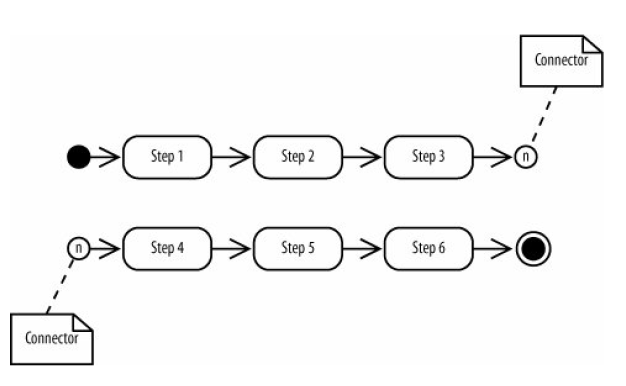 Connector
Step 1 Step 2 Step 3 n
n Step 4 Step 5 Step 6
Connector